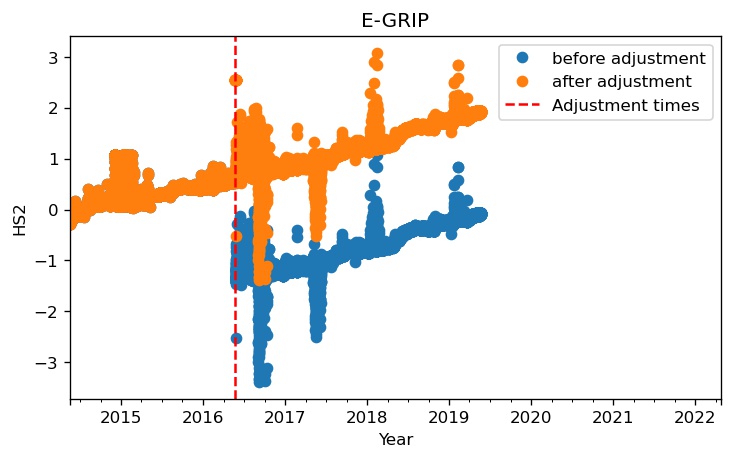 E-GRIP
before adjustment
after adjustment
Adjustment times
HS2
3
2
1
0
−1
−2
−3
2015 2016 2017 2018 2019 2020 2021 2022
Year